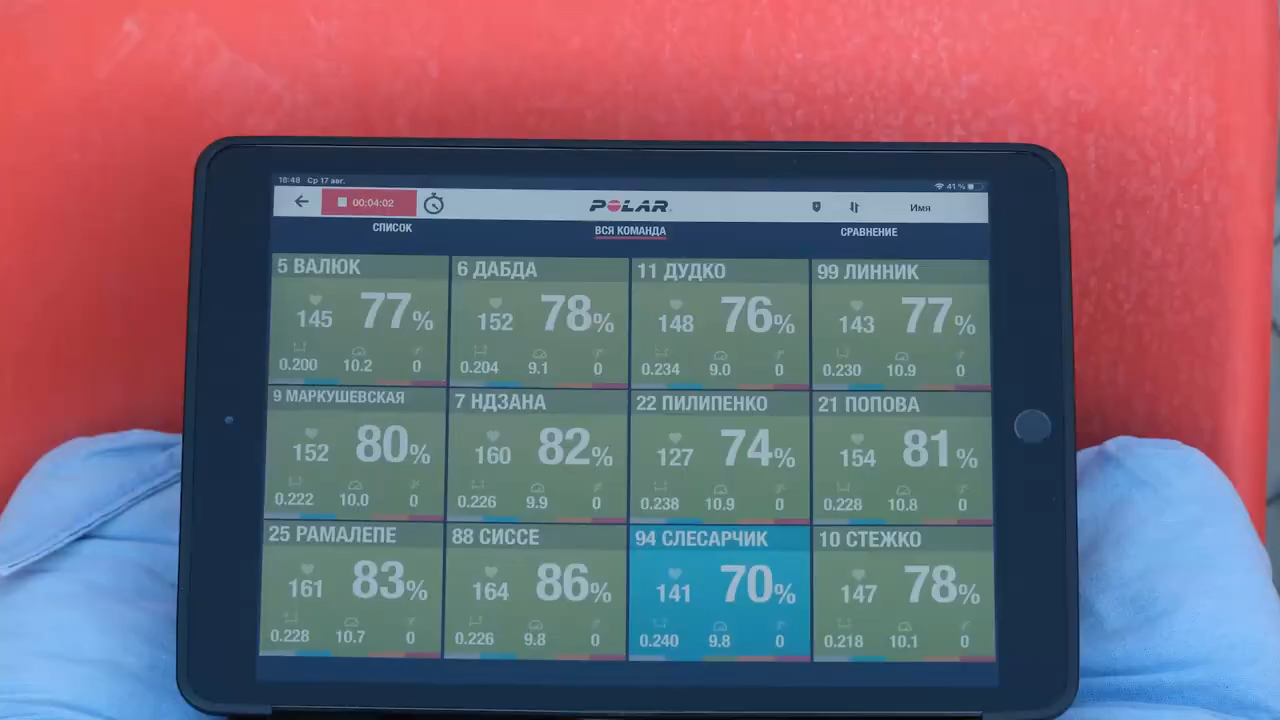 18:48 Ср 17 авг. 41 %
00:04:02 POLAR Имя
СПИСОК ВСЯ КОМАНДА СРАВНЕНИЕ
5 ВАЛЮК 6 ДАБДА 11 ДУДКО 99 ЛИННИК
145 77% 152 78% 148 76% 143 77%
0.200 10.2 0 0.204 9.1 0 0.234 9.0 0 0.230 10.9 0
9 МАРКУШЕВСКАЯ 7 НДЗАНА 22 ПИЛИПЕНКО 21 ПОПОВА
152 80% 160 82% 127 74% 154 81%
0.222 10.0 0 0.226 9.9 0 0.238 10.9 0 0.228 10.8 0
25 РАМАЛЕПЕ 88 СИССЕ 94 СЛЕСАРЧИК 10 СТЕЖКО
161 83% 164 86% 141 70% 147 78%
0.228 10.7 0 0.226 9.8 0 0.240 9.8 0 0.218 10.1 0